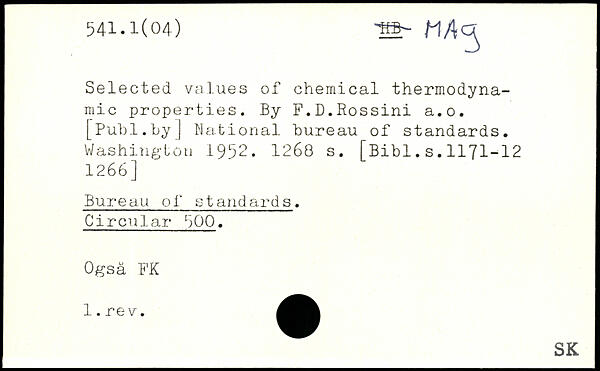 541.1(04) HB MAg
Selected values of chemical thermodyna-
mic properties. By F.D.Rossini a.o.
[Publ.by] National bureau of standards.
Washington 1952. 1268 s. [Bibl.s.1171-12
1266]
Bureau of standards.
Circular 500.
Også FK
1.rev.
SK